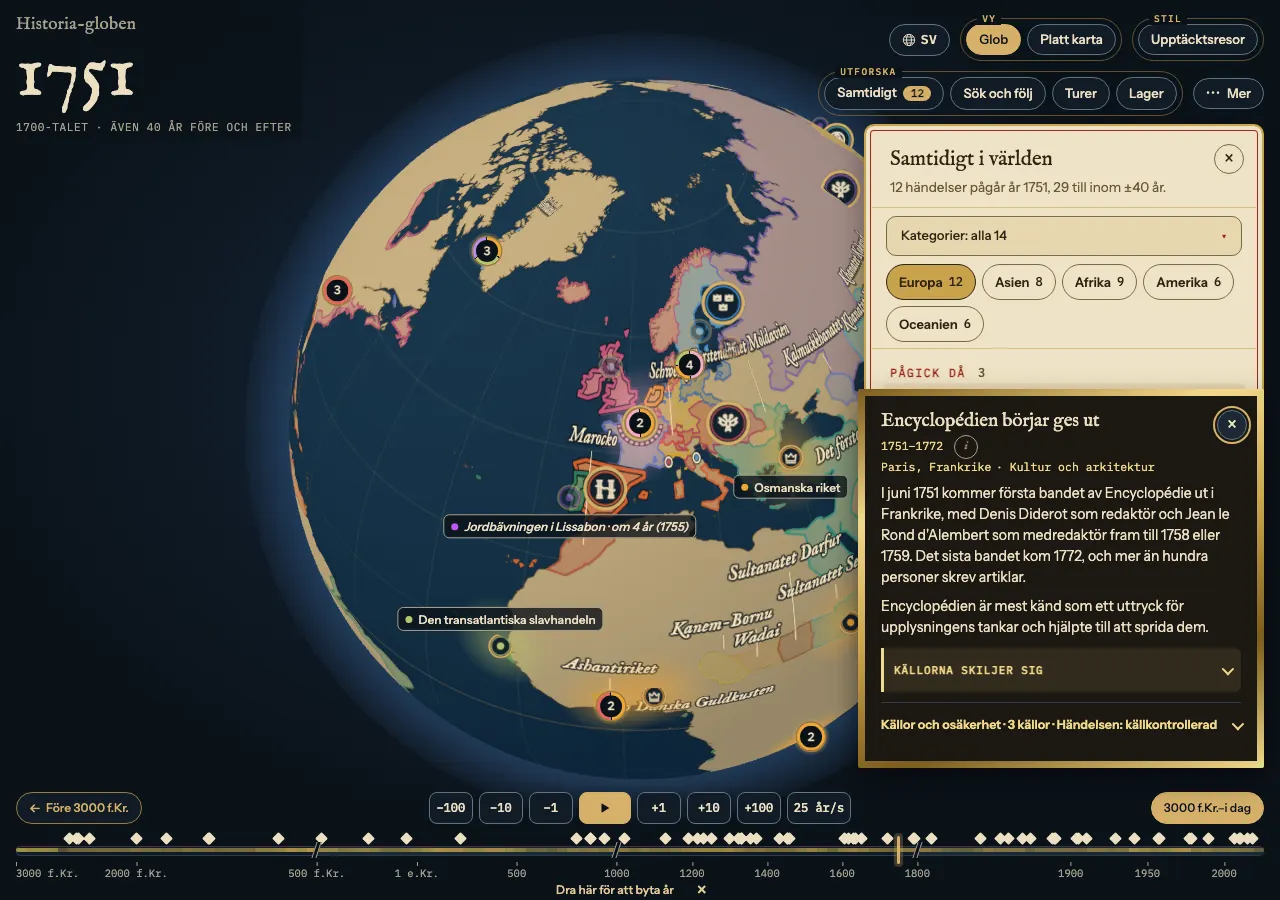 Historia-globen
1751
1700-TALET · ÄVEN 40 ÅR FÖRE OCH EFTER
SV
VY
Glob
Platt karta
STIL
Upptäcktsresor
UTFORSKA
Samtidigt 12
Sök och följ
Turer
Lager
··· Mer
Samtidigt i världen
×
12 händelser pågår år 1751, 29 till inom ±40 år.
Kategorier: alla 14
Europa 12
Asien 8
Afrika 9
Amerika 6
Oceanien 6
PÅGICK DÅ 3
Encyclopédien börjar ges ut
×
1751–1772 i
Paris, Frankrike · Kultur och arkitektur
I juni 1751 kommer första bandet av Encyclopédie ut i
Frankrike, med Denis Diderot som redaktör och Jean le
Rond d'Alembert som medredaktör fram till 1758 eller
1759. Det sista bandet kom 1772, och mer än hundra
personer skrev artiklar.
Encyclopédien är mest känd som ett uttryck för
upplysningens tankar och hjälpte till att sprida dem.
KÄLLORNA SKILJER SIG
Källor och osäkerhet · 3 källor · Händelsen: källkontrollerad
3
3
4
2
H
Marocko
Osmanska riket
Jordbävningen i Lissabon · om 4 år (1755)
Sultanatet Darfur
Den transatlantiska slavhandeln
Kanem-Bornu
Wadai
Ashantiriket
2
Danska Guldkusten
2
← Före 3000 f.Kr.
−100
−10
−1
+1
+10
+100
25 år/s
3000 f.Kr.–i dag
3000 f.Kr.
2000 f.Kr.
500 f.Kr.
1 e.Kr.
500
1000
1200
1400
1600
1800
1900
1950
2000
Dra här för att byta år ×